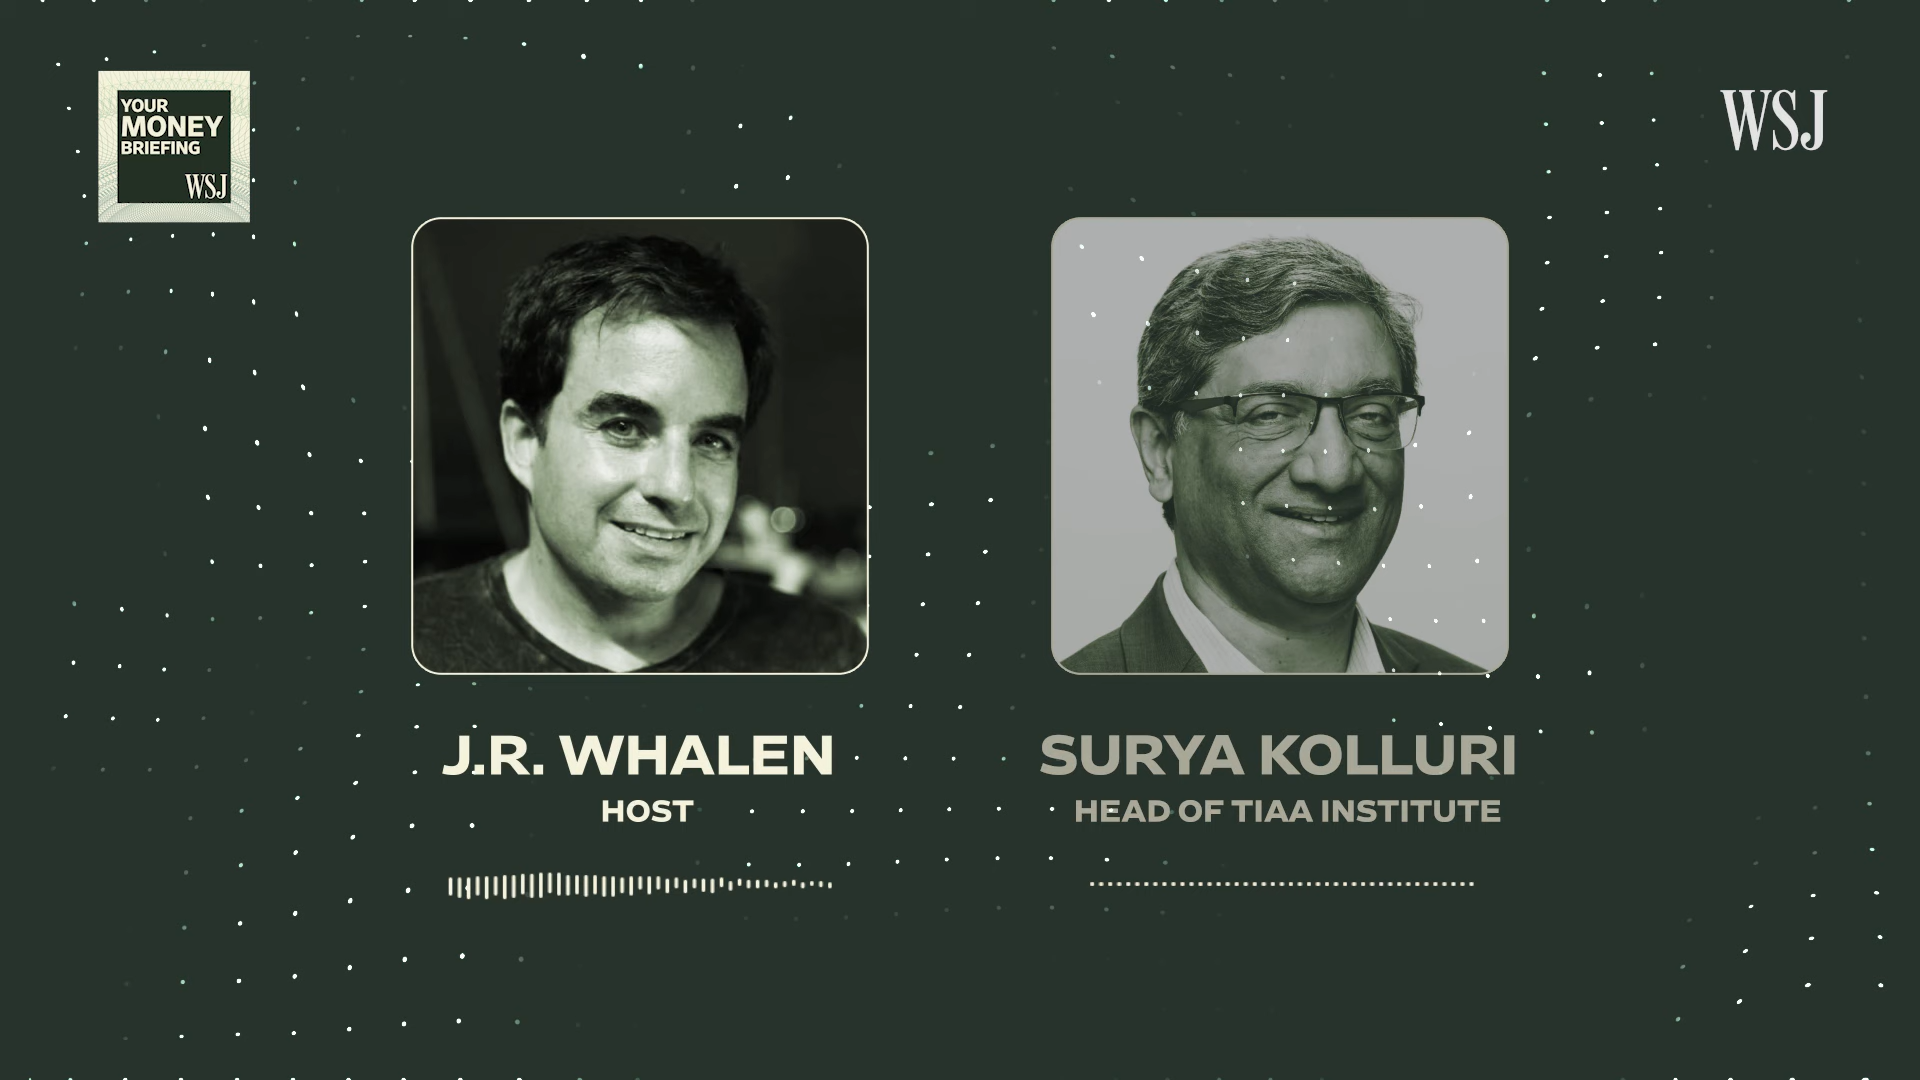 YOUR
MONEY
BRIEFING
WSJ
WSJ
J.R. WHALEN
HOST
SURYA KOLLURI
HEAD OF TIAA INSTITUTE